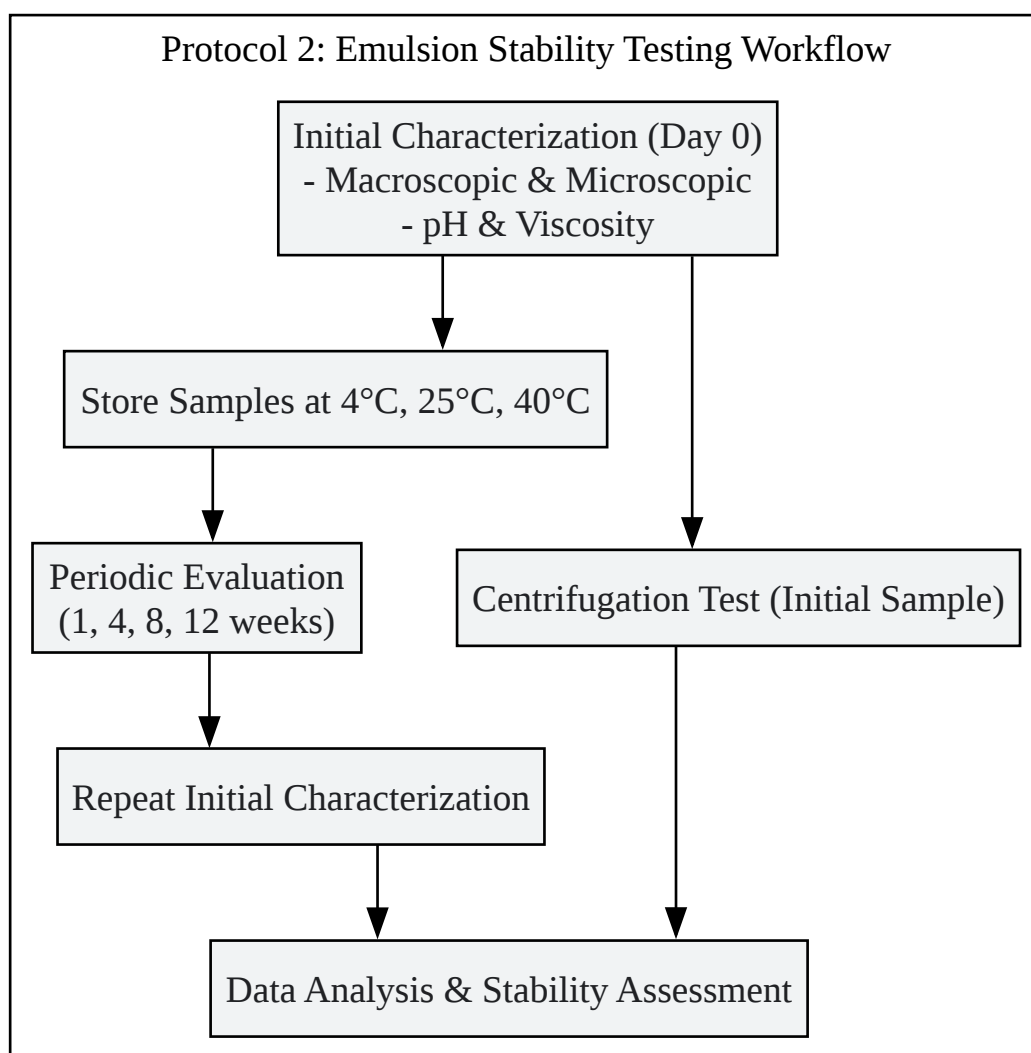 Protocol 2: Emulsion Stability Testing Workflow
Initial Characterization (Day 0)
- Macroscopic & Microscopic
- pH & Viscosity
Store Samples at 4°C, 25°C, 40°C
Periodic Evaluation
(1, 4, 8, 12 weeks)
Centrifugation Test (Initial Sample)
Repeat Initial Characterization
Data Analysis & Stability Assessment